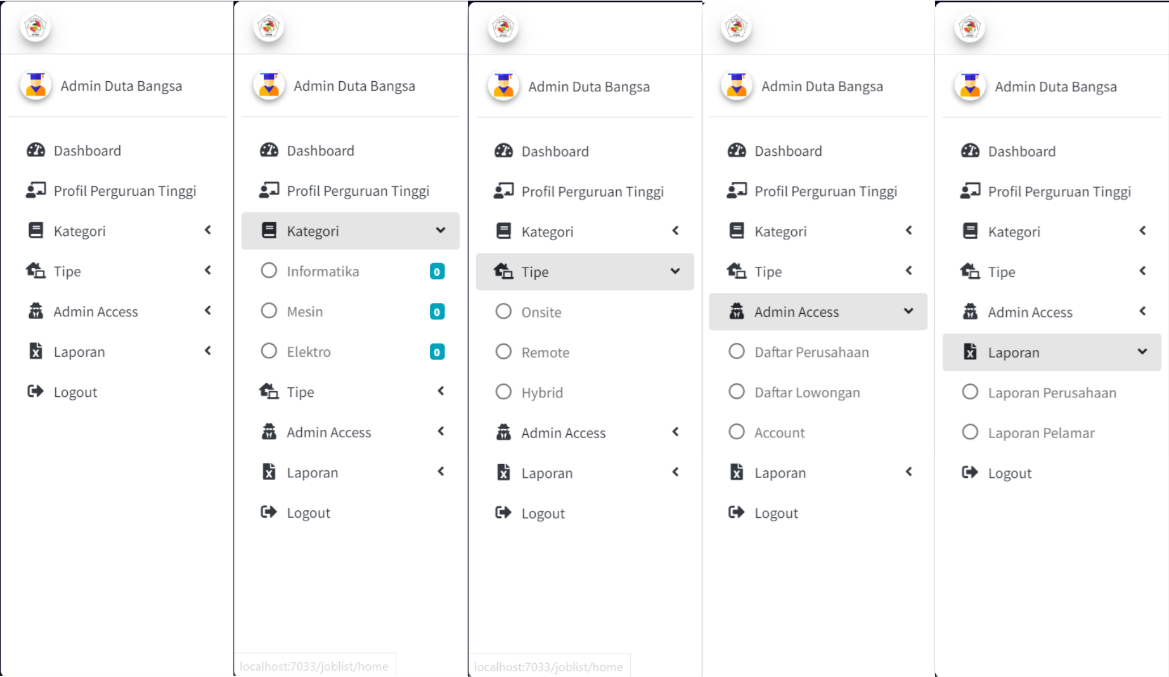 Admin Duta Bangsa
Dashboard
Profil Perguruan Tinggi
Kategori
Tipe
Admin Access
Laporan
Logout
Admin Duta Bangsa
Dashboard
Profil Perguruan Tinggi
Kategori
Informatika 0
Mesin 0
Elektro 0
Tipe
Admin Access
Laporan
Logout
localhost:7033/joblist/home
Admin Duta Bangsa
Dashboard
Profil Perguruan Tinggi
Kategori
Tipe
Onsite
Remote
Hybrid
Admin Access
Laporan
Logout
localhost:7033/joblist/home
Admin Duta Bangsa
Dashboard
Profil Perguruan Tinggi
Kategori
Tipe
Admin Access
Daftar Perusahaan
Daftar Lowongan
Account
Laporan
Logout
Admin Duta Bangsa
Dashboard
Profil Perguruan Tinggi
Kategori
Tipe
Admin Access
Laporan
Laporan Perusahaan
Laporan Pelamar
Logout